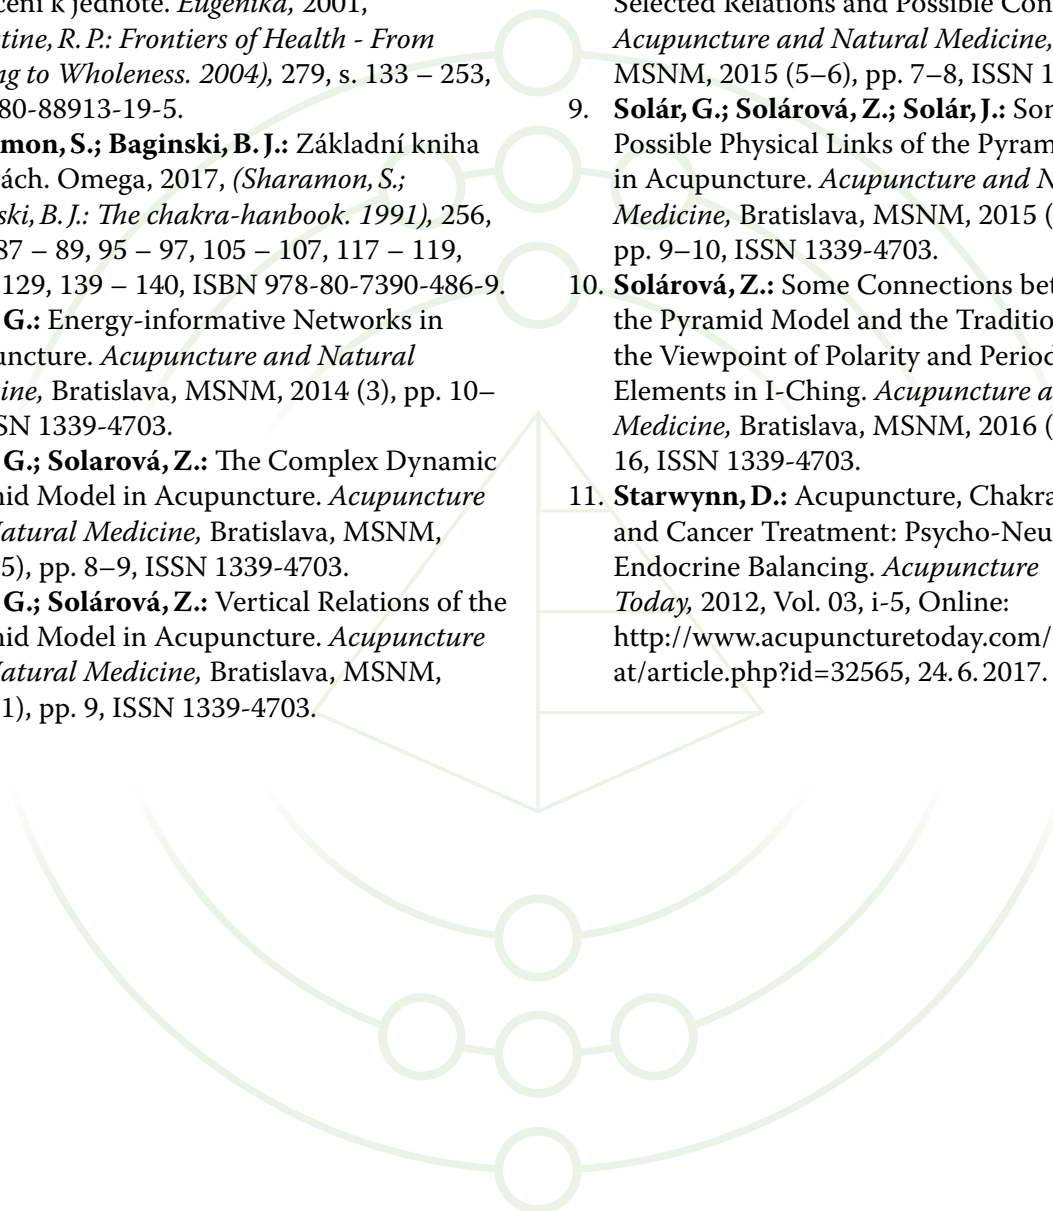 čení k jednotě. Eugenika, 2001,
tine, R. P.: Frontiers of Health - From
g to Wholeness. 2004), 279, s. 133 – 253,
80-88913-19-5.
mon, S.; Baginski, B. J.: Základní kniha
ách. Omega, 2017, (Sharamon, S.;
ski, B. J.: The chakra-hanbook. 1991), 256,
87 – 89, 95 – 97, 105 – 107, 117 – 119,
129, 139 – 140, ISBN 978-80-7390-486-9.
G.: Energy-informative Networks in
uncture. Acupuncture and Natural
ine, Bratislava, MSNM, 2014 (3), pp. 10–
SN 1339-4703.
G.; Solarová, Z.: The Complex Dynamic
id Model in Acupuncture. Acupuncture
Natural Medicine, Bratislava, MSNM,
5), pp. 8–9, ISSN 1339-4703.
G.; Solárová, Z.: Vertical Relations of the
id Model in Acupuncture. Acupuncture
Natural Medicine, Bratislava, MSNM,
1), pp. 9, ISSN 1339-4703.
Selected Relations and Possible Con
Acupuncture and Natural Medicine,
MSNM, 2015 (5–6), pp. 7–8, ISSN 1
9. Solár, G.; Solárová, Z.; Solár, J.: Som
Possible Physical Links of the Pyram
in Acupuncture. Acupuncture and N
Medicine, Bratislava, MSNM, 2015 (
pp. 9–10, ISSN 1339-4703.
10. Solárová, Z.: Some Connections bet
the Pyramid Model and the Traditio
the Viewpoint of Polarity and Period
Elements in I-Ching. Acupuncture a
Medicine, Bratislava, MSNM, 2016 (
16, ISSN 1339-4703.
11. Starwynn, D.: Acupuncture, Chakra
and Cancer Treatment: Psycho-Neu
Endocrine Balancing. Acupuncture
Today, 2012, Vol. 03, i-5, Online:
http://www.acupuncturetoday.com/
at/article.php?id=32565, 24. 6. 2017.